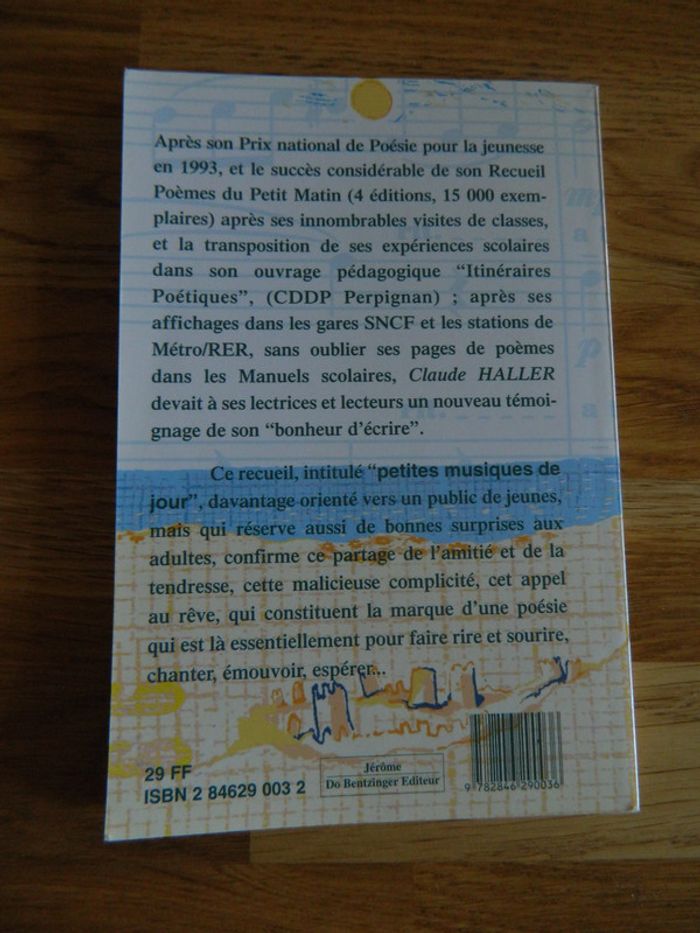 Après son Prix national de Poésie pour la jeunesse
en 1993, et le succès considérable de son Recueil
Poèmes du Petit Matin (4 éditions, 15 000 exem-
plaires) après ses innombrables visites de classes,
et la transposition de ses expériences scolaires
dans son ouvrage pédagogique “Itinéraires
Poétiques”, (CDDP Perpignan) ; après ses
affichages dans les gares SNCF et les stations de
Métro/RER, sans oublier ses pages de poèmes
dans les Manuels scolaires, Claude HALLER
devait à ses lectrices et lecteurs un nouveau témoi-
gnage de son “bonheur d’écrire”.
Ce recueil, intitulé “petites musiques de
jour”, davantage orienté vers un public de jeunes,
mais qui réserve aussi de bonnes surprises aux
adultes, confirme ce partage de l’amitié et de la
tendresse, cette malicieuse complicité, cet appel
au rêve, qui constituent la marque d’une poésie
qui est là essentiellement pour faire rire et sourire,
chanter, émouvoir, espérer...
29 FF
ISBN 2 84629 003 2
Jérôme
Do Bentzinger Editeur
9 782846 290036